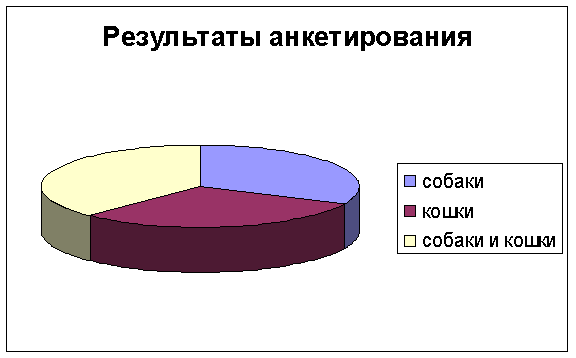 Результаты анкетирования
собаки
кошки
собаки и кошки